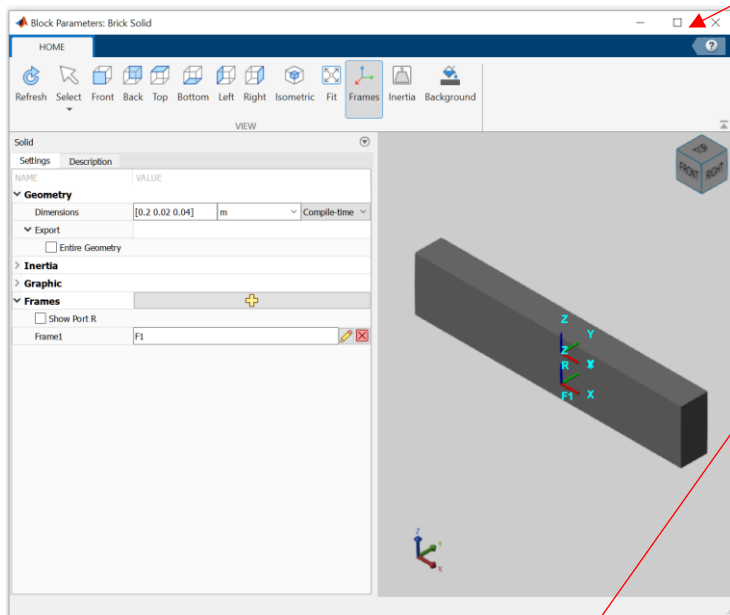 Block Parameters: Brick Solid
HOME
?
Refresh Select Front Back Top Bottom Left Right Isometric Fit Frames Inertia Background
VIEW
Solid
Settings Description
NAME VALUE
Geometry
Dimensions [0.2 0.02 0.04] m Compile-time
Export
Entire Geometry
Inertia
Graphic
Frames
Show Port R
Frame1 F1
FRONT RIGHT
Z
Y
Z
R
F1 X
Z
Y
X